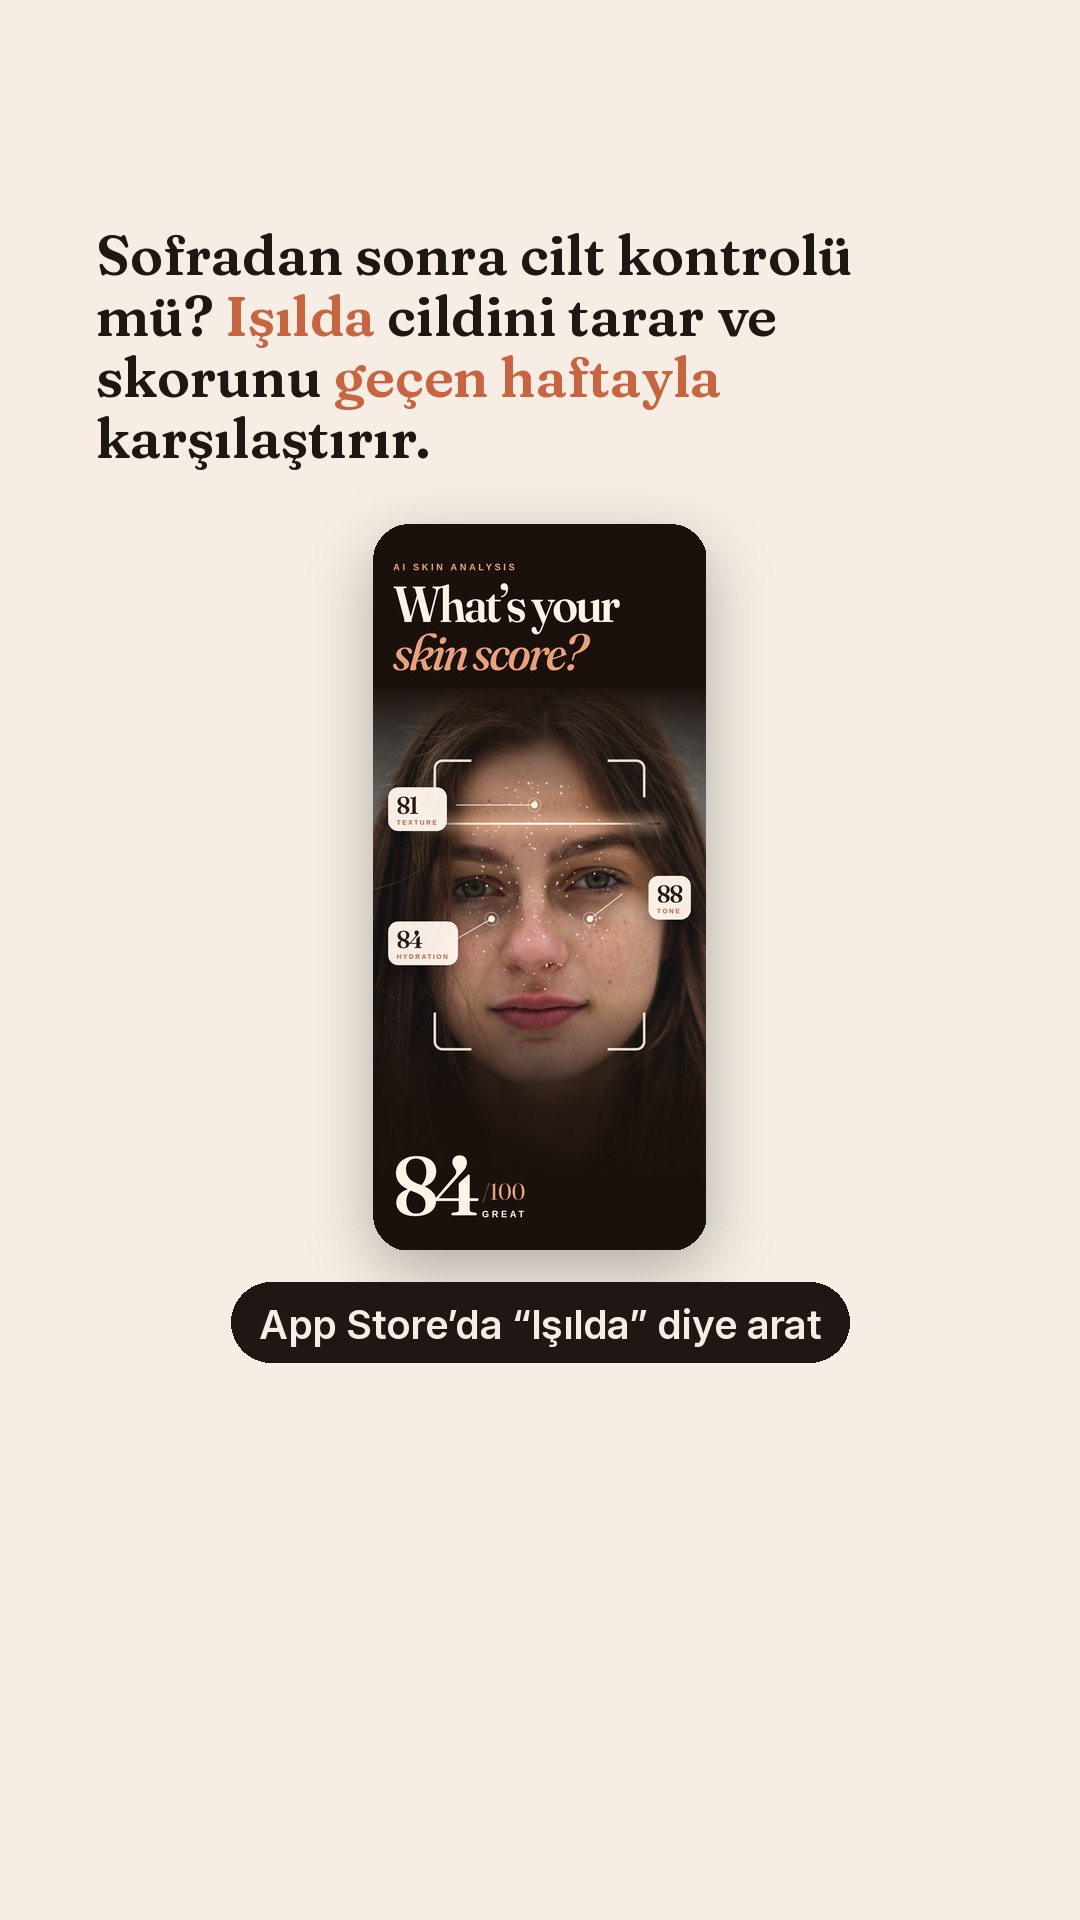 Sofradan sonra cilt kontrolü
mü? Işılda cildini tarar ve
skorunu geçen haftayla
karşılaştırır.
AI SKIN ANALYSIS
What’s your
skin score?
81
TEXTURE
88
TONE
84
HYDRATION
84 /100
GREAT
App Store’da “Işılda” diye arat